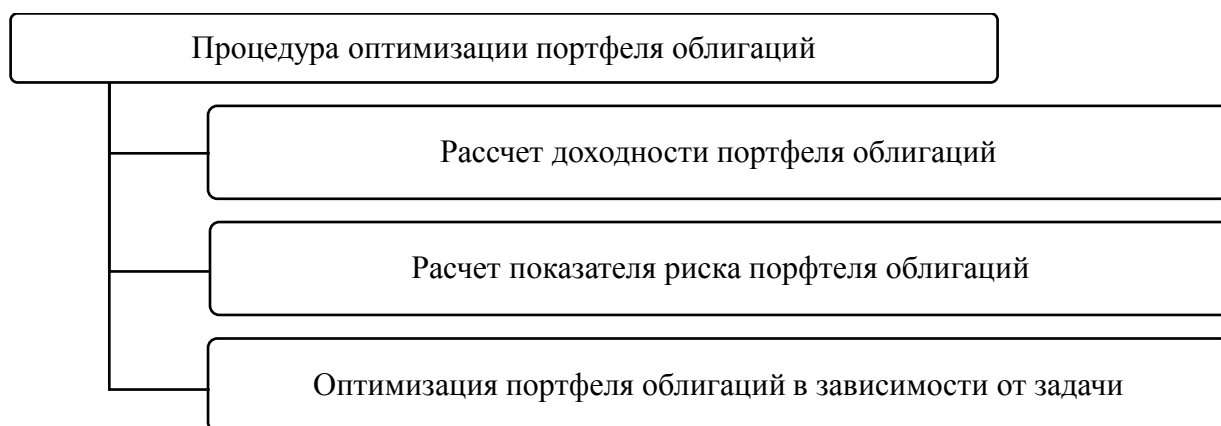 Процедура оптимизации портфеля облигаций
Рассчет доходности портфеля облигаций
Расчет показателя риска порфтеля облигаций
Оптимизация портфеля облигаций в зависимости от задачи